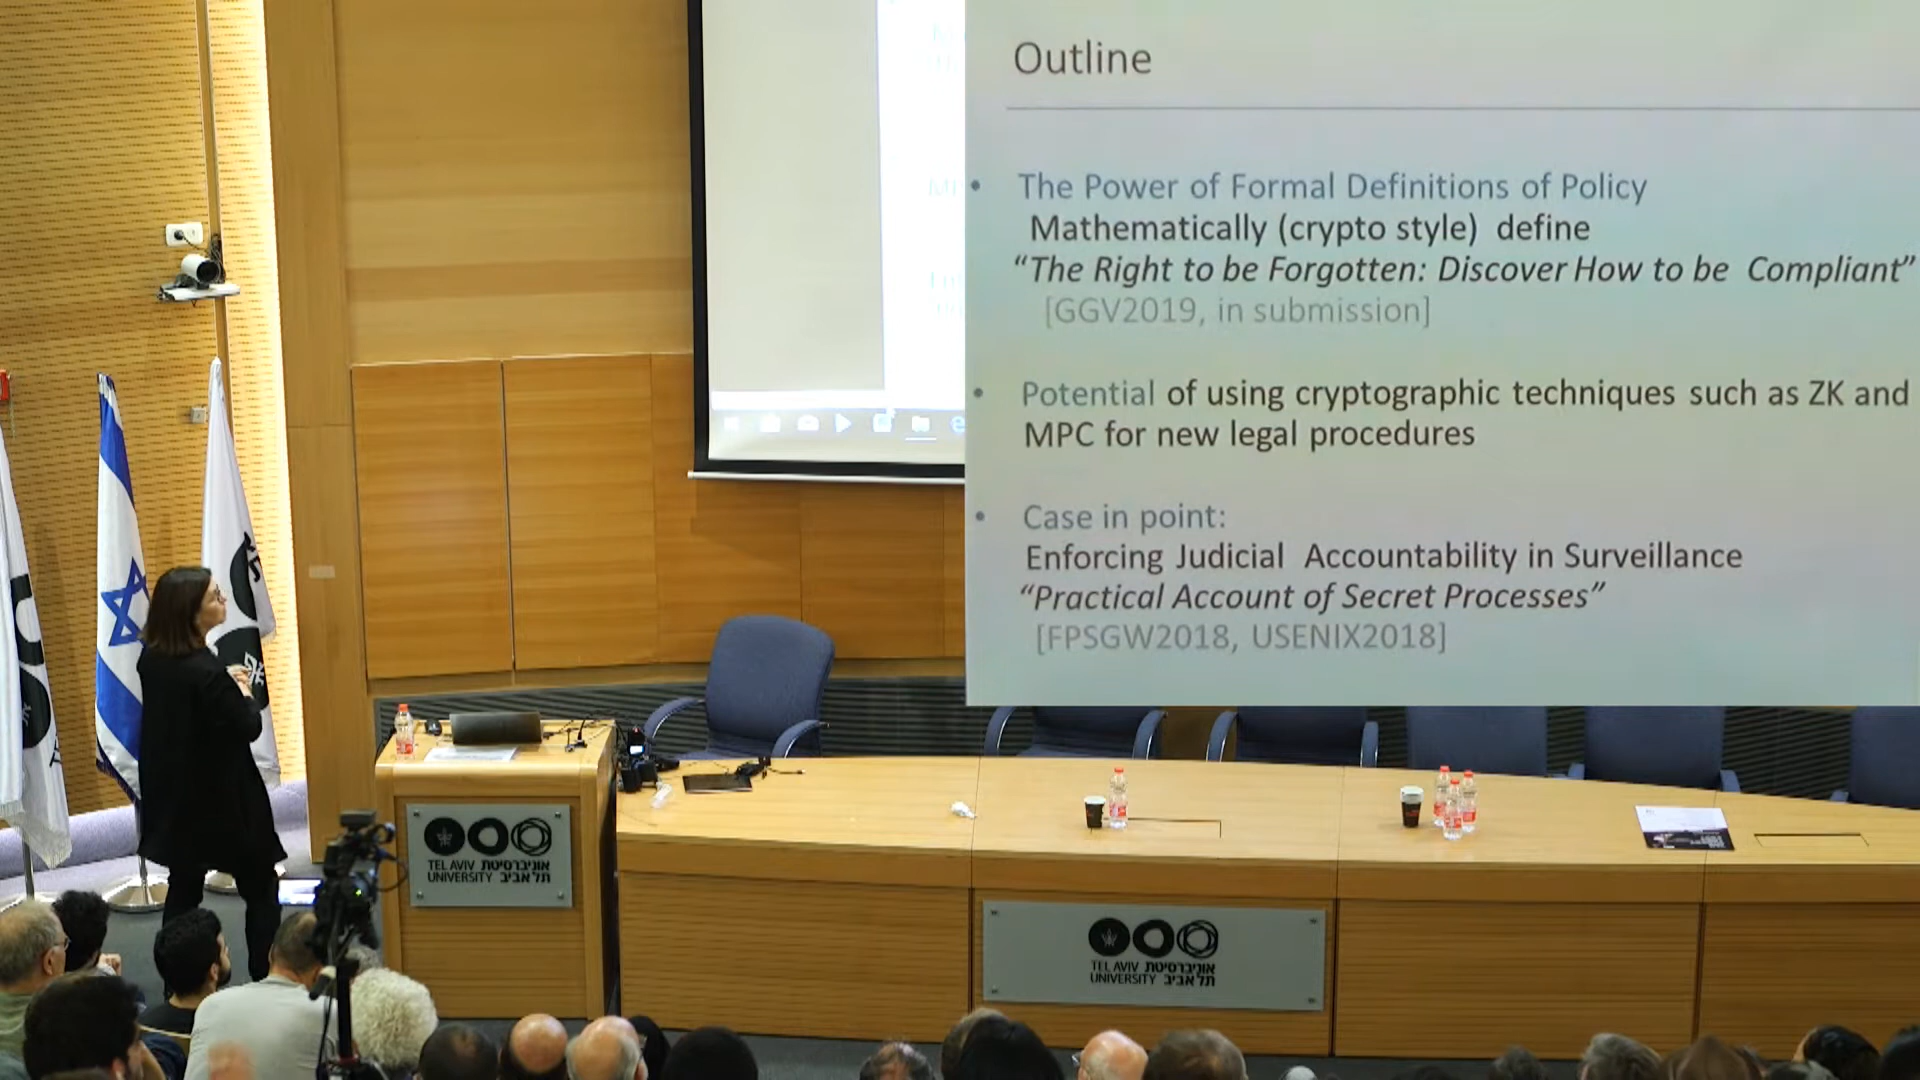 Outline
• The Power of Formal Definitions of Policy
Mathematically (crypto style) define
“The Right to be Forgotten: Discover How to be Compliant”
[GGV2019, in submission]
• Potential of using cryptographic techniques such as ZK and
MPC for new legal procedures
• Case in point:
Enforcing Judicial Accountability in Surveillance
“Practical Account of Secret Processes”
[FPSGW2018, USENIX2018]
TEL AVIV אוניברסיטת
UNIVERSITY תל אביב
TEL AVIV אוניברסיטת
UNIVERSITY תל אביב